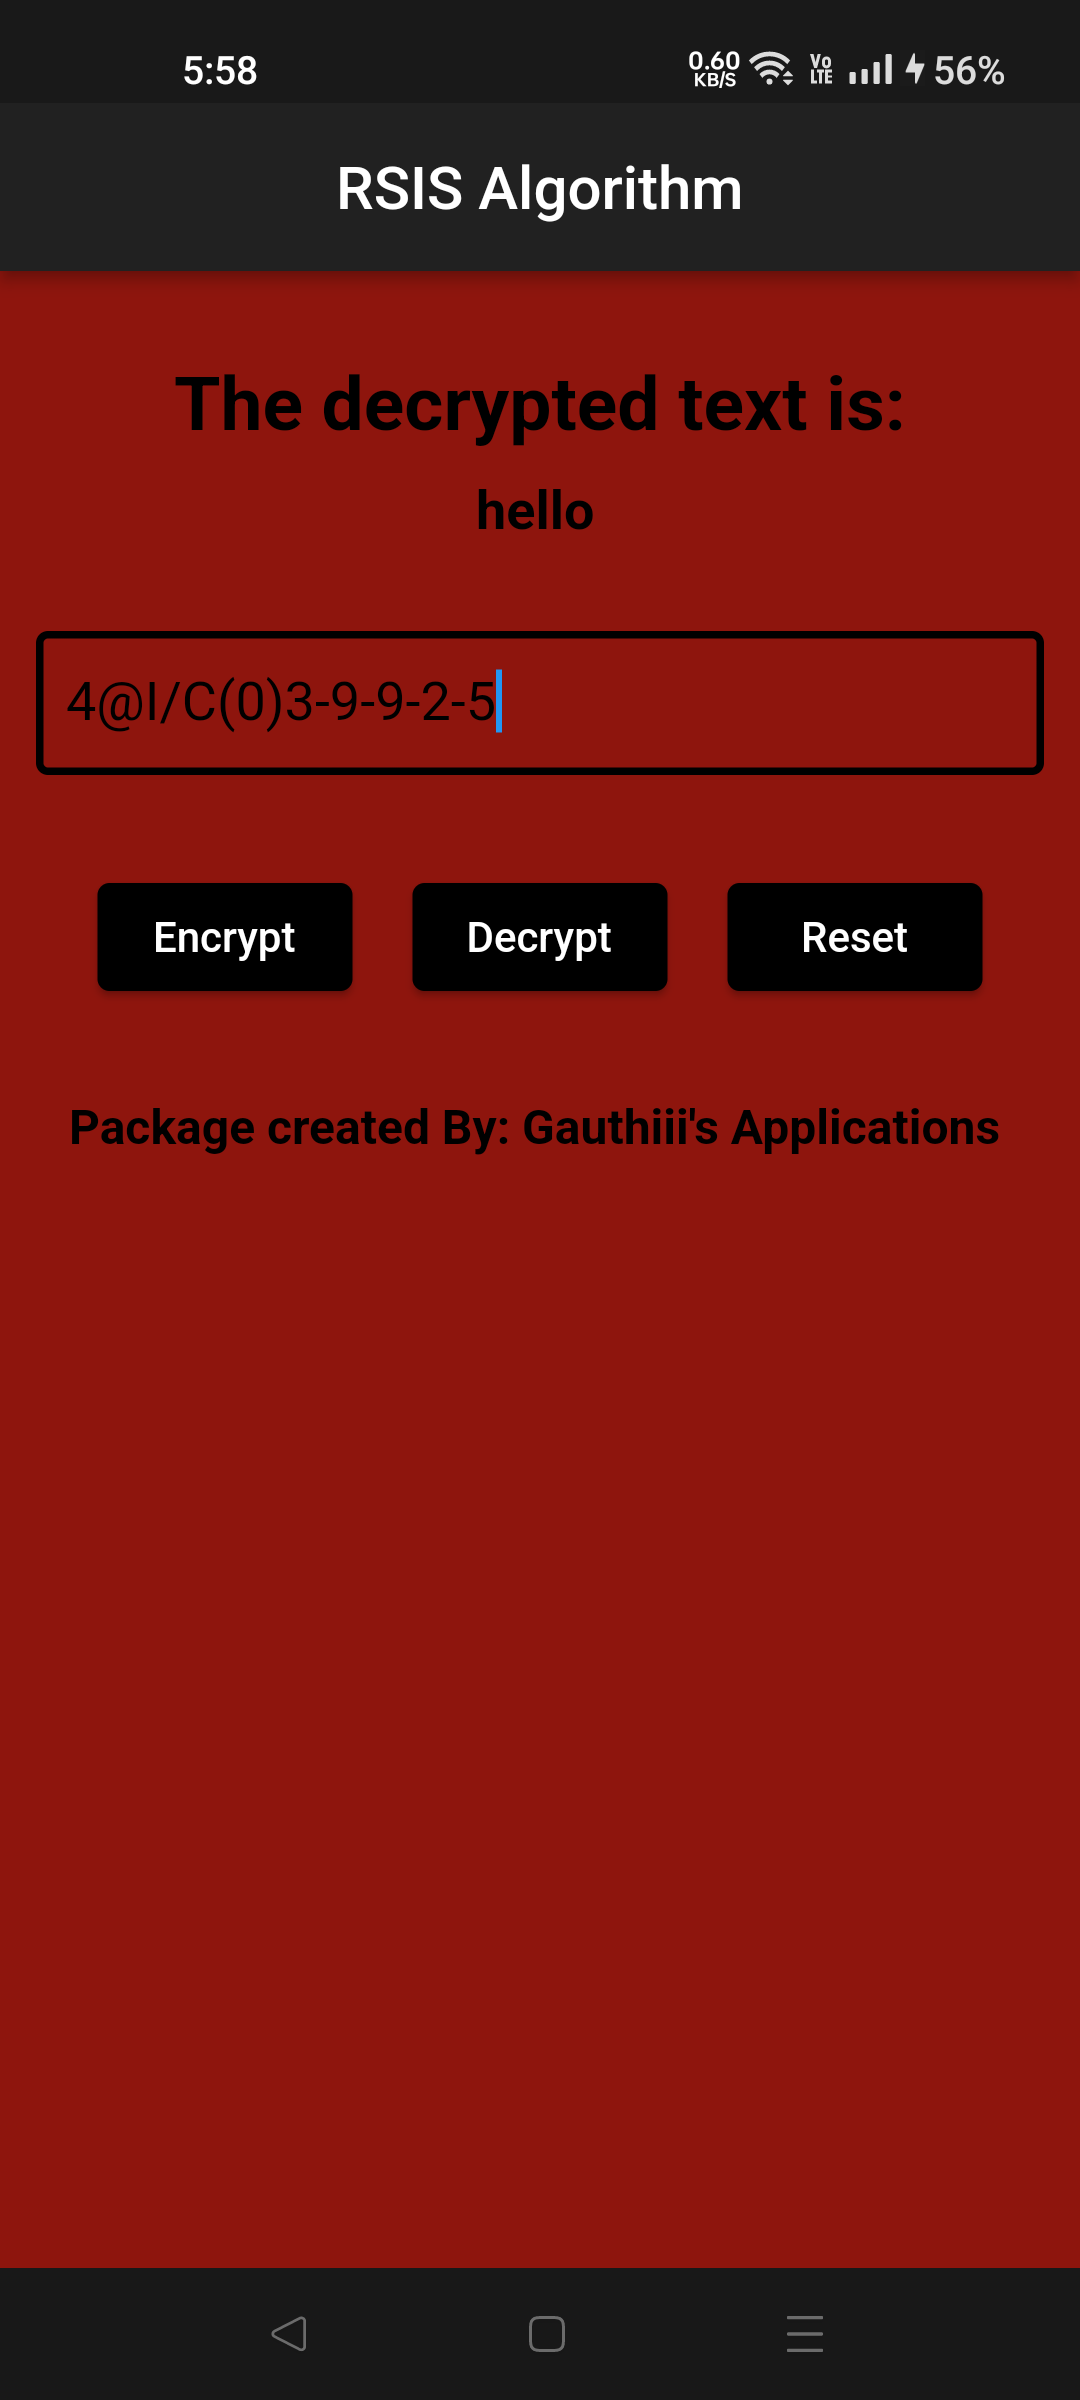 5:58
0.60 KB/S Vo LTE 56%
RSIS Algorithm
The decrypted text is:
hello
4@I/C(0)3-9-9-2-5
Encrypt Decrypt Reset
Package created By: Gauthiii's Applications